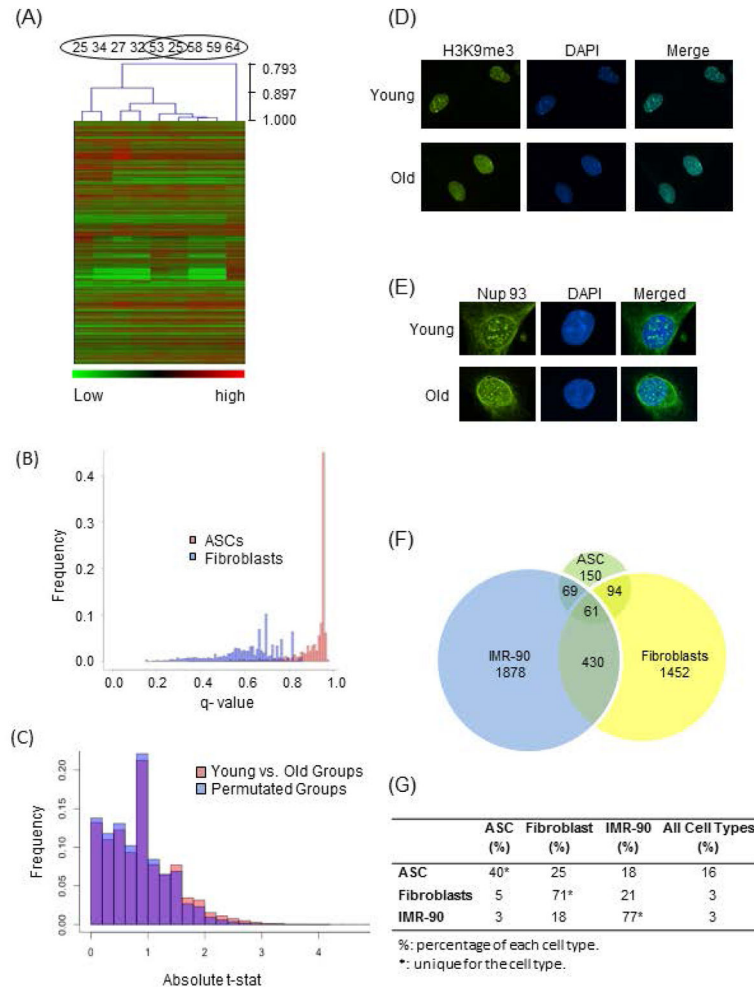 (A)
25 34 27 32 53 25 58 59 64
0.793
0.897
1.000
Low high
(B)
Frequency
0.4
0.3
0.2
0.1
0.0
ASCs
Fibroblasts
0.0 0.2 0.4 0.6 0.8 1.0
q- value
(C)
Frequency
0.20
0.15
0.10
0.05
0.00
Young vs. Old Groups
Permutated Groups
0 1 2 3 4
Absolute t-stat
(D)
H3K9me3 DAPI Merge
Young
Old
(E)
Nup 93 DAPI Merged
Young
Old
(F)
ASC
150
69 94
61
IMR-90
1878
430
Fibroblasts
1452
(G)
ASC Fibroblast IMR-90 All Cell Types
(%) (%) (%) (%)
ASC 40* 25 18 16
Fibroblasts 5 71* 21 3
IMR-90 3 18 77* 3
%: percentage of each cell type.
*: unique for the cell type.